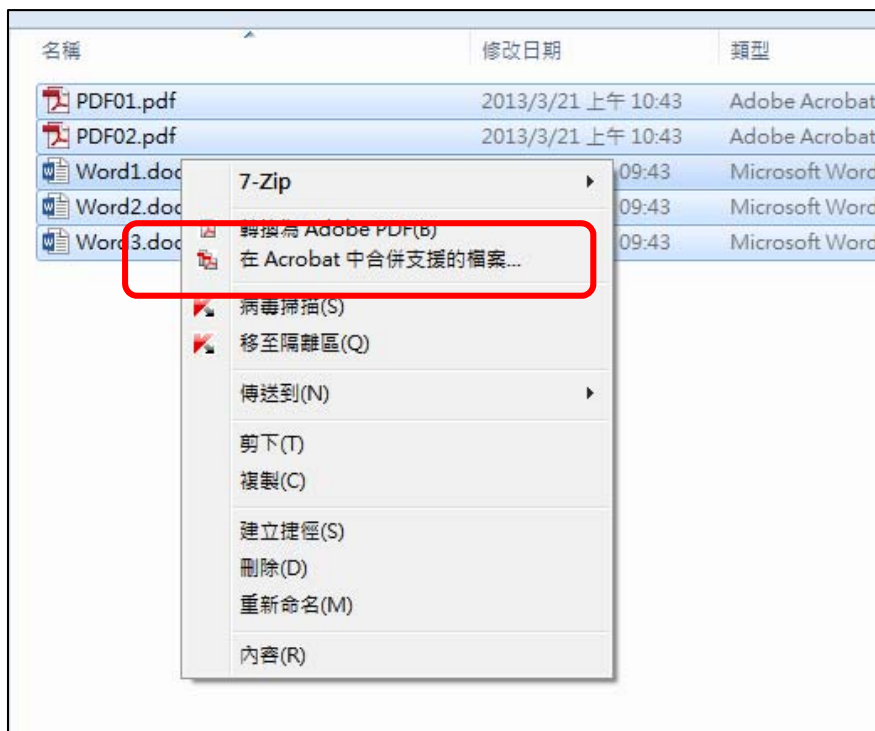 名稱 修改日期 類型
PDF01.pdf 2013/3/21 上午 10:43 Adobe Acrobat
PDF02.pdf 2013/3/21 上午 10:43 Adobe Acrobat
Word1.doc 09:43 Microsoft Word
Word2.doc 09:43 Microsoft Word
Word3.doc 09:43 Microsoft Word
7-Zip
轉換為 Adobe PDF(B)
在 Acrobat 中合併支援的檔案...
病毒掃描(S)
移至隔離區(Q)
傳送到(N)
剪下(T)
複製(C)
建立捷徑(S)
刪除(D)
重新命名(M)
內容(R)